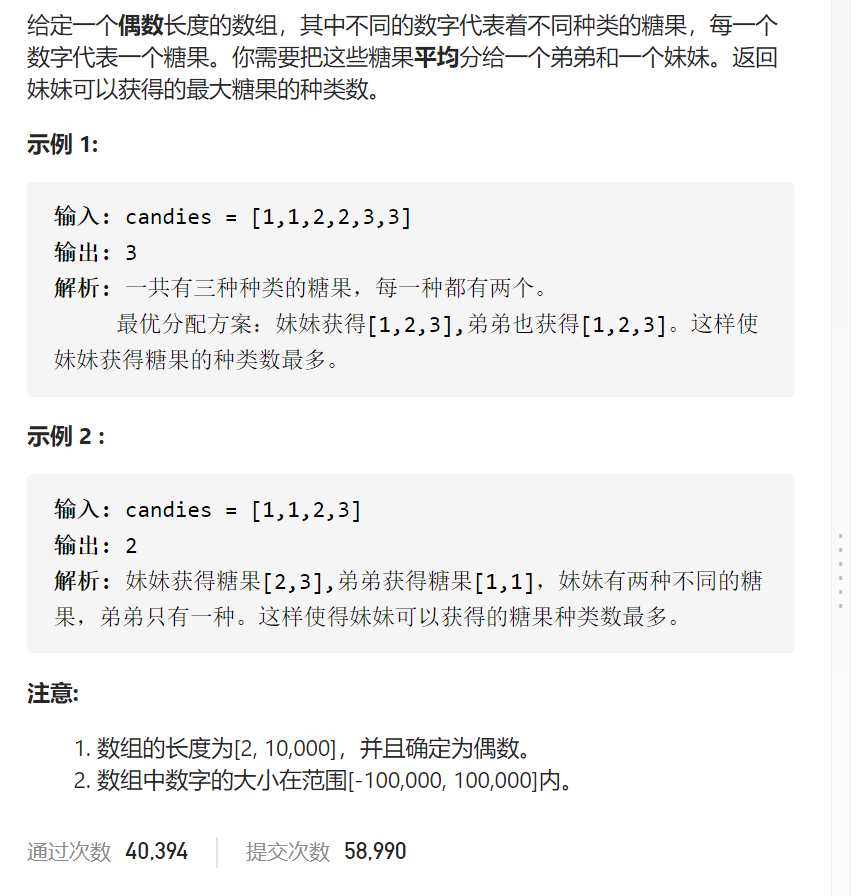 给定一个偶数长度的数组，其中不同的数字代表着不同种类的糖果，每一个
数字代表一个糖果。你需要把这些糖果平均分给一个弟弟和一个妹妹。返回
妹妹可以获得的最大糖果的种类数。
示例 1:
输入: candies = [1,1,2,2,3,3]
输出: 3
解析: 一共有三种种类的糖果，每一种都有两个。
最优分配方案：妹妹获得[1,2,3],弟弟也获得[1,2,3]。这样使
妹妹获得糖果的种类数最多。
示例 2 :
输入: candies = [1,1,2,3]
输出: 2
解析: 妹妹获得糖果[2,3],弟弟获得糖果[1,1]，妹妹有两种不同的糖
果，弟弟只有一种。这样使得妹妹可以获得的糖果种类数最多。
注意:
1. 数组的长度为[2, 10,000]，并且确定为偶数。
2. 数组中数字的大小在范围[-100,000, 100,000]内。
通过次数 40,394 提交次数 58,990